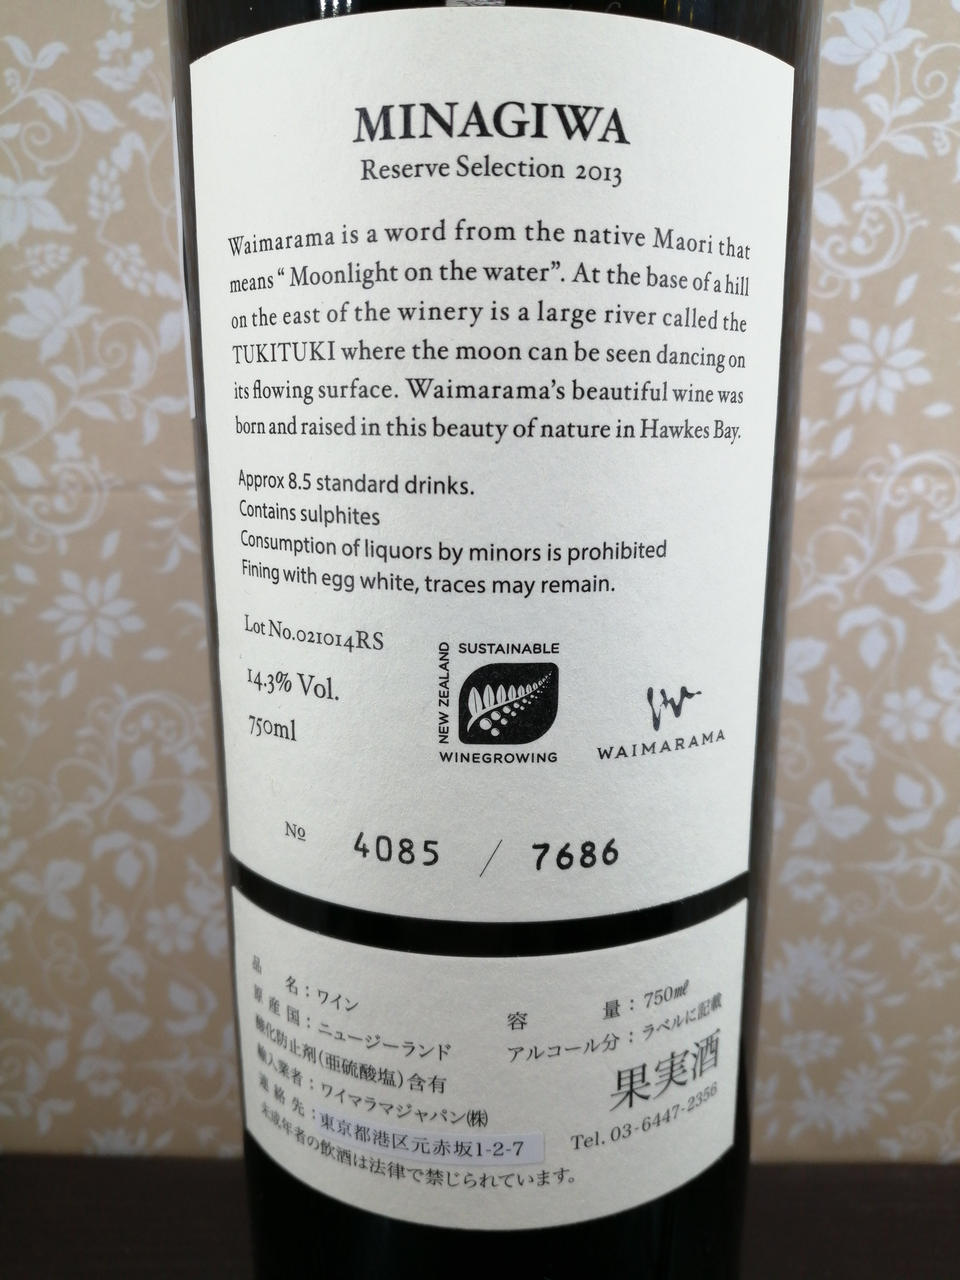 MINAGIWA
Reserve Selection 2013
Waimarama is a word from the native Maori that
means “ Moonlight on the water”. At the base of a hill
on the east of the winery is a large river called the
TUKITUKI where the moon can be seen dancing on
its flowing surface. Waimarama’s beautiful wine was
born and raised in this beauty of nature in Hawkes Bay.
Approx 8.5 standard drinks.
Contains sulphites
Consumption of liquors by minors is prohibited
Fining with egg white, traces may remain.
Lot No.021014RS
14.3% Vol.
750ml
NEW ZEALAND
SUSTAINABLE
WINEGROWING
WAIMARAMA
№ 4085 / 7686
品名：ワイン
原産国：ニュージーランド
酸化防止剤(亜硫酸塩)含有
輸入業者：ワイマラマジャパン㈱
連絡先：東京都港区元赤坂1-2-7
未成年者の飲酒は法律で禁じられています。
容量：750㎖
アルコール分：ラベルに記載
果実酒
Tel. 03-6447-2356